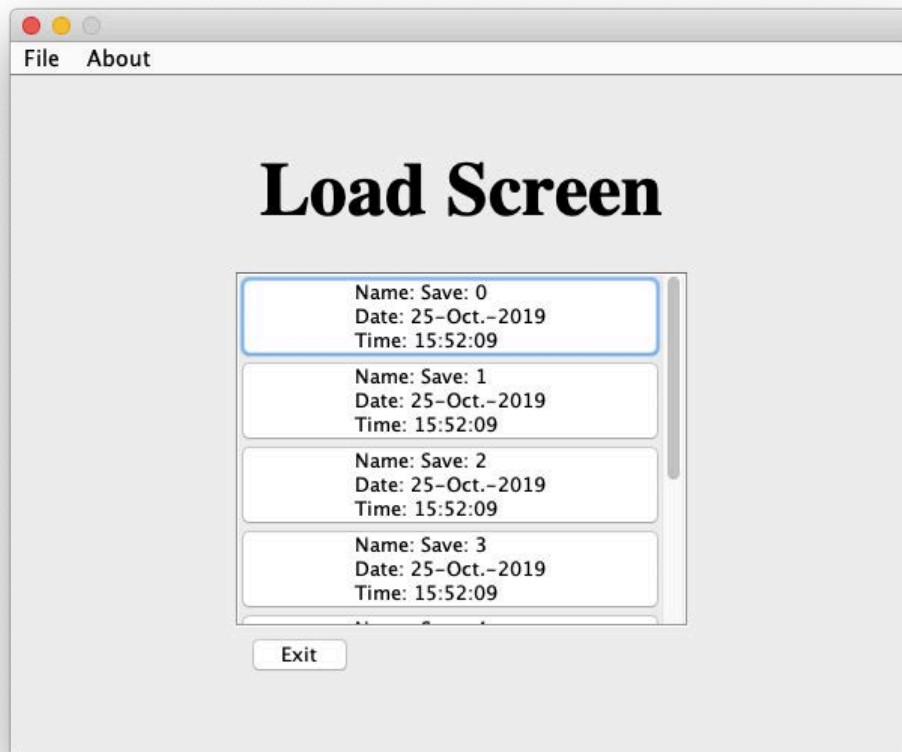 File About
Load Screen
Name: Save: 0
Date: 25-Oct.-2019
Time: 15:52:09
Name: Save: 1
Date: 25-Oct.-2019
Time: 15:52:09
Name: Save: 2
Date: 25-Oct.-2019
Time: 15:52:09
Name: Save: 3
Date: 25-Oct.-2019
Time: 15:52:09
Exit